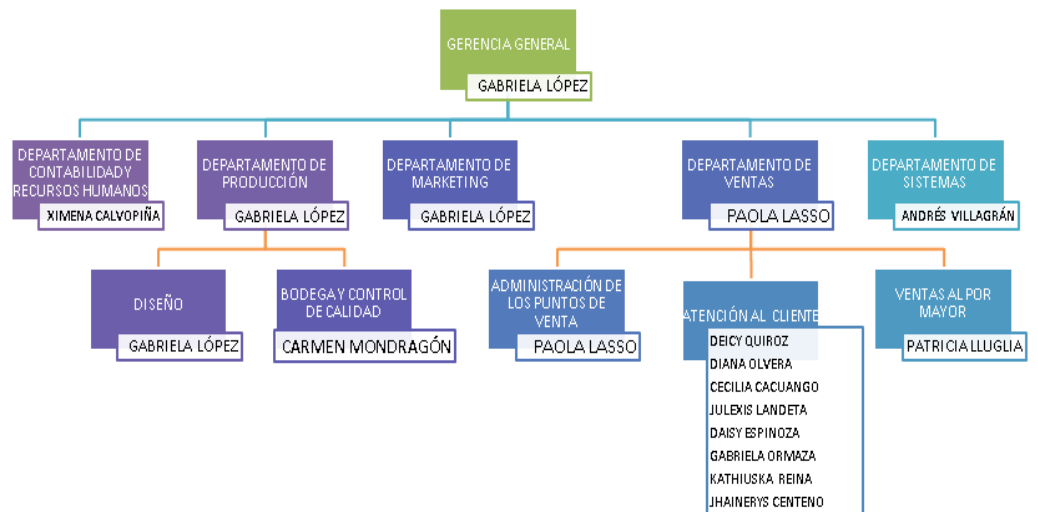 GERENCIA GENERAL
GABRIELA LÓPEZ
DEPARTAMENTO DE
CONTABILIDAD Y
RECURSOS HUMANOS
XIMENA CALVOPIÑA
DEPARTAMENTO DE
PRODUCCIÓN
GABRIELA LÓPEZ
DEPARTAMENTO DE
MARKETING
GABRIELA LÓPEZ
DEPARTAMENTO DE
VENTAS
PAOLA LASSO
DEPARTAMENTO DE
SISTEMAS
ANDRÉS VILLAGRÁN
DISEÑO
GABRIELA LÓPEZ
BODEGA Y CONTROL
DE CALIDAD
CARMEN MONDRAGÓN
ADMINISTRACIÓN DE
LOS PUNTOS DE
VENTA
PAOLA LASSO
ATENCIÓN AL CLIENTE
DEICY QUIROZ
DIANA OLVERA
CECILIA CACUANGO
JULEXIS LANDETA
DAISY ESPINOZA
GABRIELA ORMAZA
KATHIUSKA REINA
JHAINERYS CENTENO
VENTAS AL POR
MAYOR
PATRICIA LLUGLIA